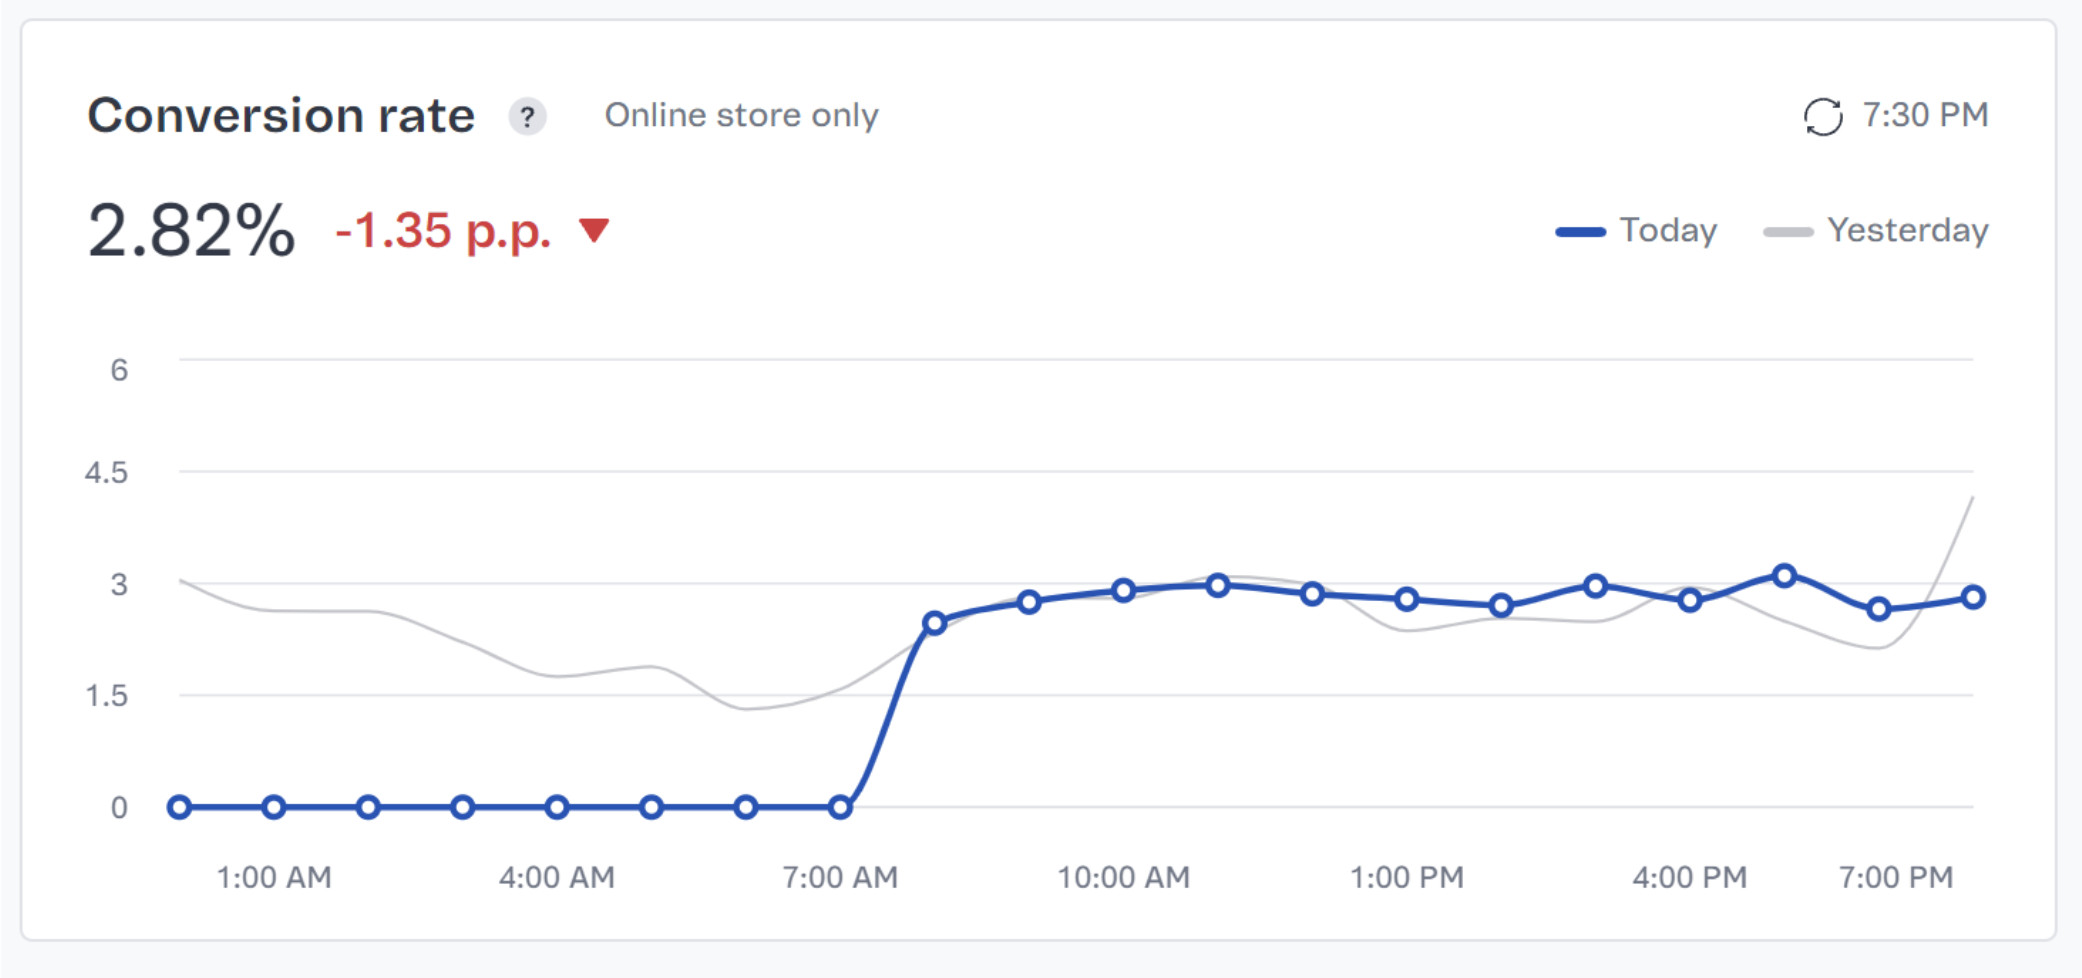 Conversion rate ? Online store only 7:30 PM
2.82% -1.35 p.p. Today Yesterday
6
4.5
3
1.5
0
1:00 AM 4:00 AM 7:00 AM 10:00 AM 1:00 PM 4:00 PM 7:00 PM